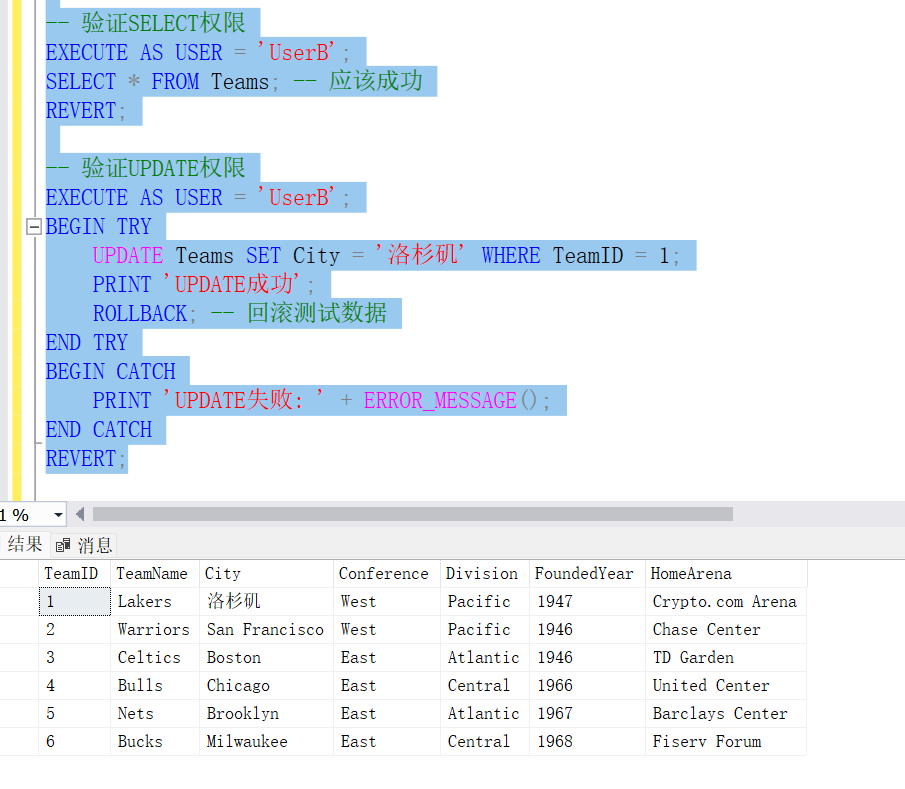 -- 验证SELECT权限
EXECUTE AS USER = 'UserB';
SELECT * FROM Teams; -- 应该成功
REVERT;
-- 验证UPDATE权限
EXECUTE AS USER = 'UserB';
BEGIN TRY
UPDATE Teams SET City = '洛杉矶' WHERE TeamID = 1;
PRINT 'UPDATE成功';
ROLLBACK; -- 回滚测试数据
END TRY
BEGIN CATCH
PRINT 'UPDATE失败: ' + ERROR_MESSAGE();
END CATCH
REVERT;
1 %
结果 消息
TeamID TeamName City Conference Division FoundedYear HomeArena
1 Lakers 洛杉矶 West Pacific 1947 Crypto.com Arena
2 Warriors San Francisco West Pacific 1946 Chase Center
3 Celtics Boston East Atlantic 1946 TD Garden
4 Bulls Chicago East Central 1966 United Center
5 Nets Brooklyn East Atlantic 1967 Barclays Center
6 Bucks Milwaukee East Central 1968 Fiserv Forum